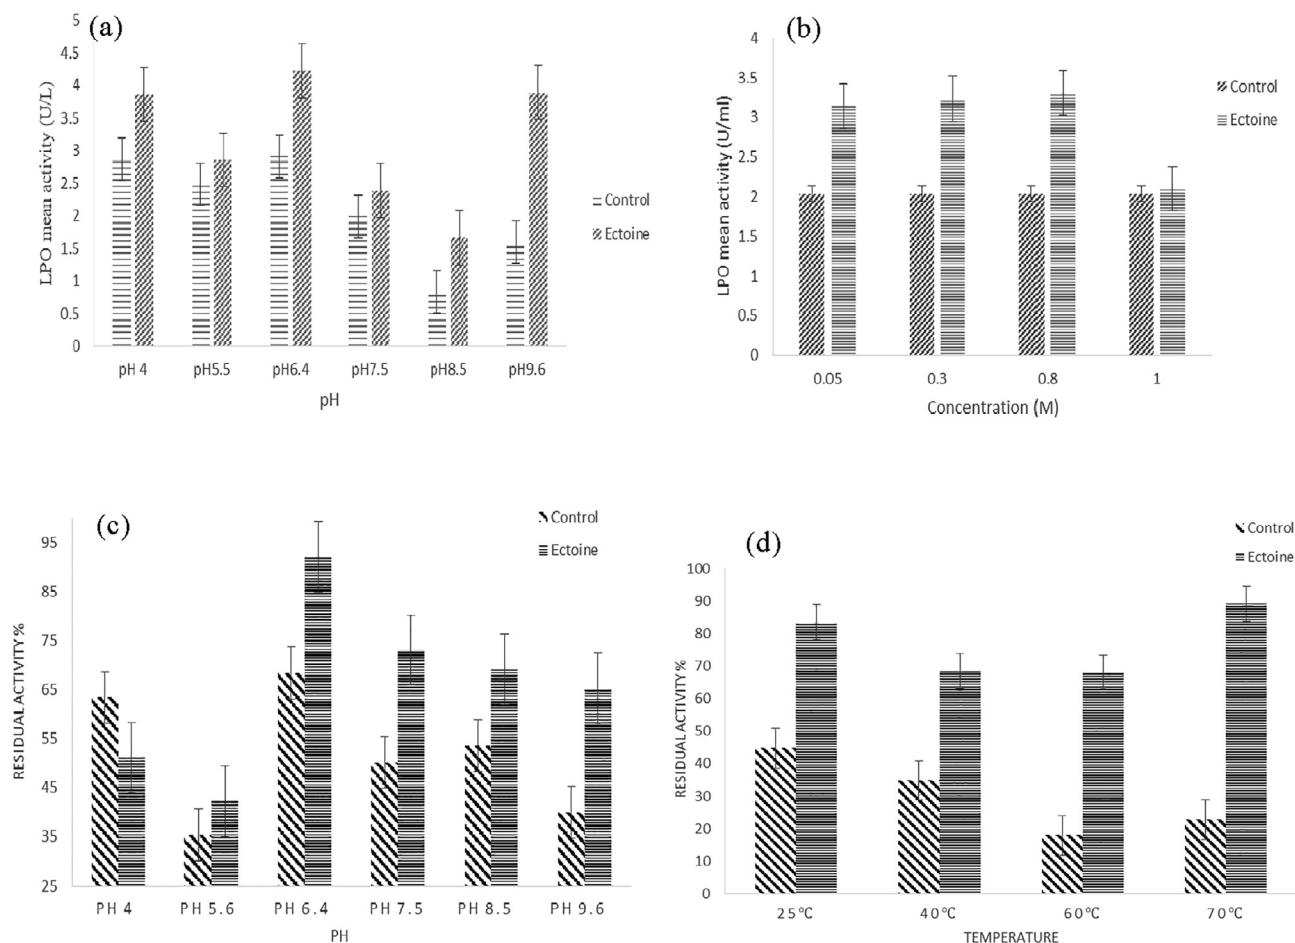 (a)
LPO mean activity (U/L)
5
4.5
4
3.5
3
2.5
2
1.5
1
0.5
0
pH 4 pH5.5 pH6.4 pH7.5 pH8.5 pH9.6
pH
Control
Ectoine
(b)
LPO mean activity (U/ml)
4
3.5
3
2.5
2
1.5
1
0.5
0
0.05 0.3 0.8 1
Concentration (M)
Control
Ectoine
(c)
RESIDUAL ACTIVITY%
95
85
75
65
55
45
35
25
PH 4 PH 5.6 PH 6.4 PH 7.5 PH 8.5 PH 9.6
PH
Control
Ectoine
(d)
RESIDUAL ACTIVITY%
100
90
80
70
60
50
40
30
20
10
0
25°C 40°C 60°C 70°C
TEMPERATURE
Control
Ectoine